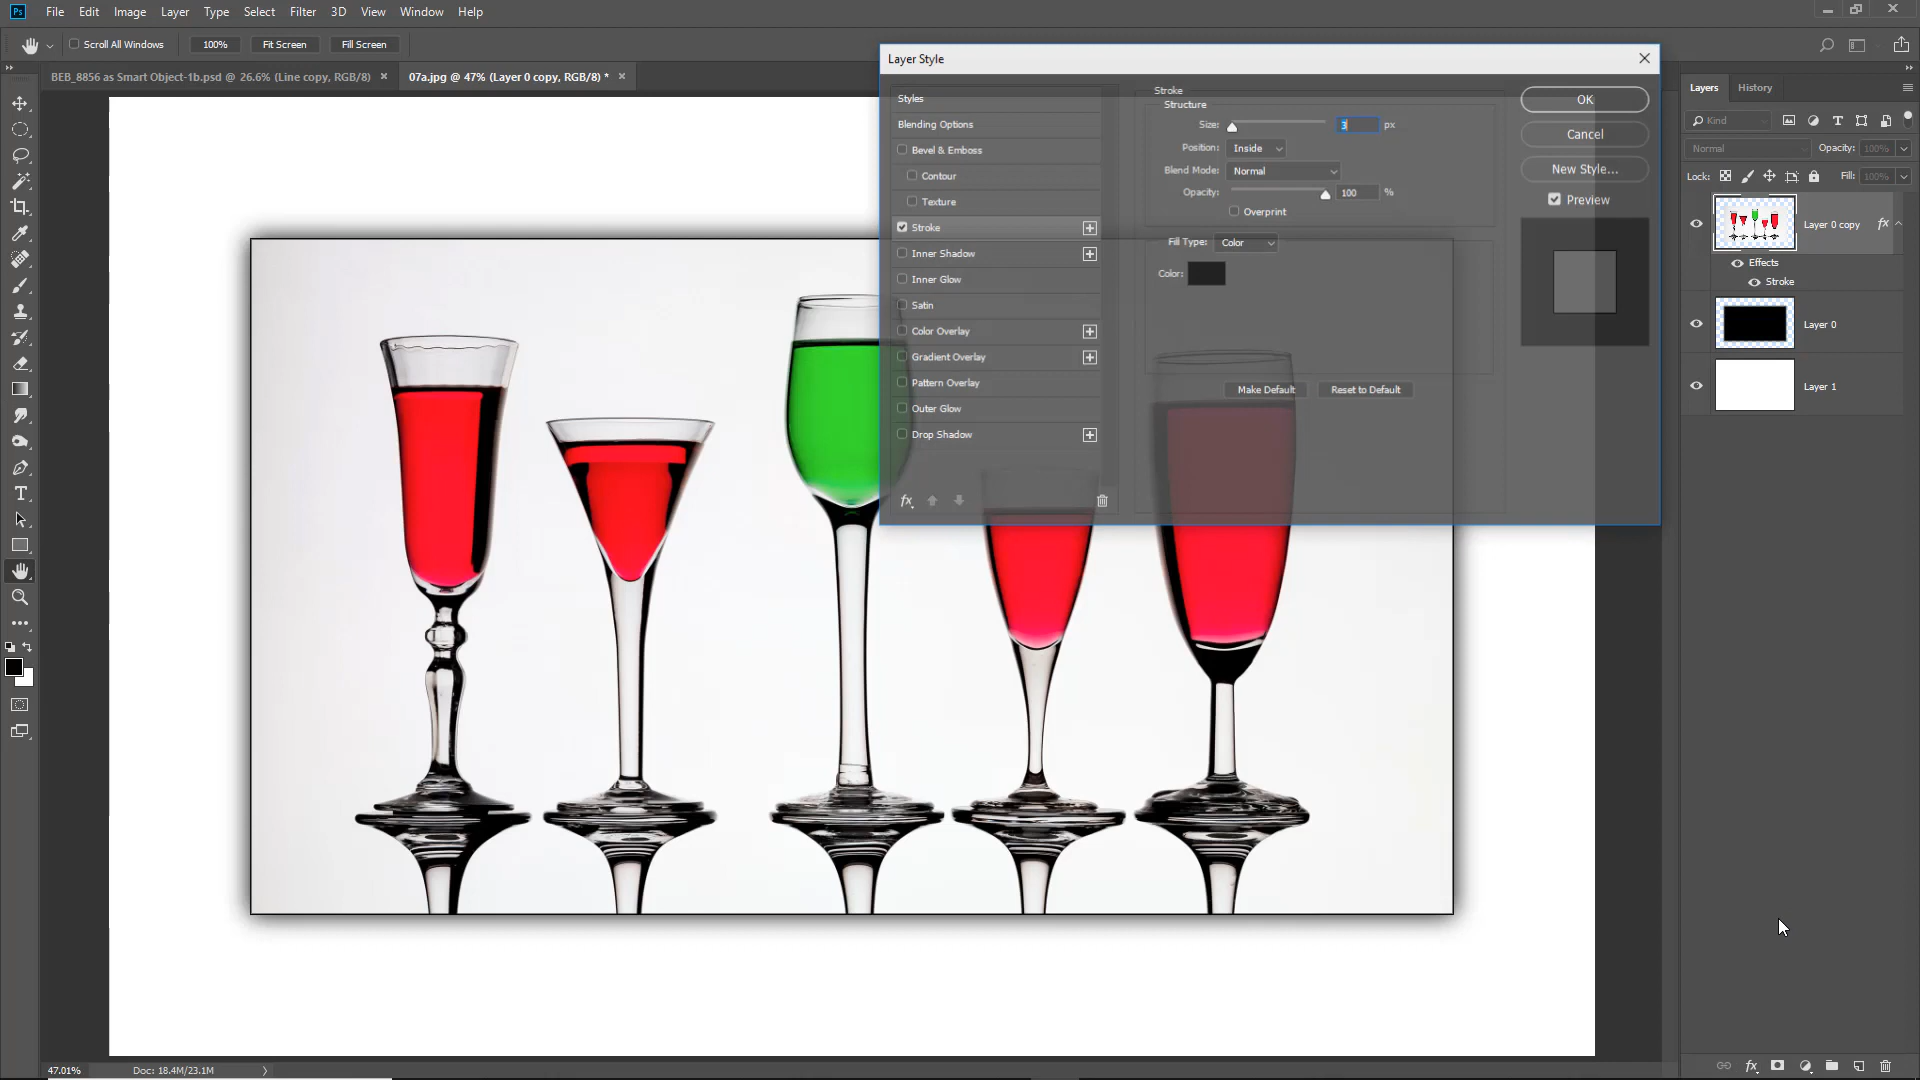 Ps File Edit Image Layer Type Select Filter 3D View Window Help
Scroll All Windows 100% Fit Screen Fill Screen
BEB_8856 as Smart Object-1b.psd @ 26.6% (Line copy, RGB/8) × 07a.jpg @ 47% (Layer 0 copy, RGB/8) * ×
Layer Style
Styles
Blending Options
Bevel & Emboss
Contour
Texture
Stroke
Inner Shadow
Inner Glow
Satin
Color Overlay
Gradient Overlay
Pattern Overlay
Outer Glow
Drop Shadow
fx
Stroke
Structure
Size: 3 px
Position: Inside
Blend Mode: Normal
Opacity: 100 %
Overprint
Fill Type: Color
Color:
Make Default Reset to Default
OK
Cancel
New Style...
Preview
Layers History
Kind
Normal Opacity: 100%
Lock: Fill: 100%
Layer 0 copy fx
Effects
Stroke
Layer 0
Layer 1
47.01% Doc: 18.4M/23.1M
fx